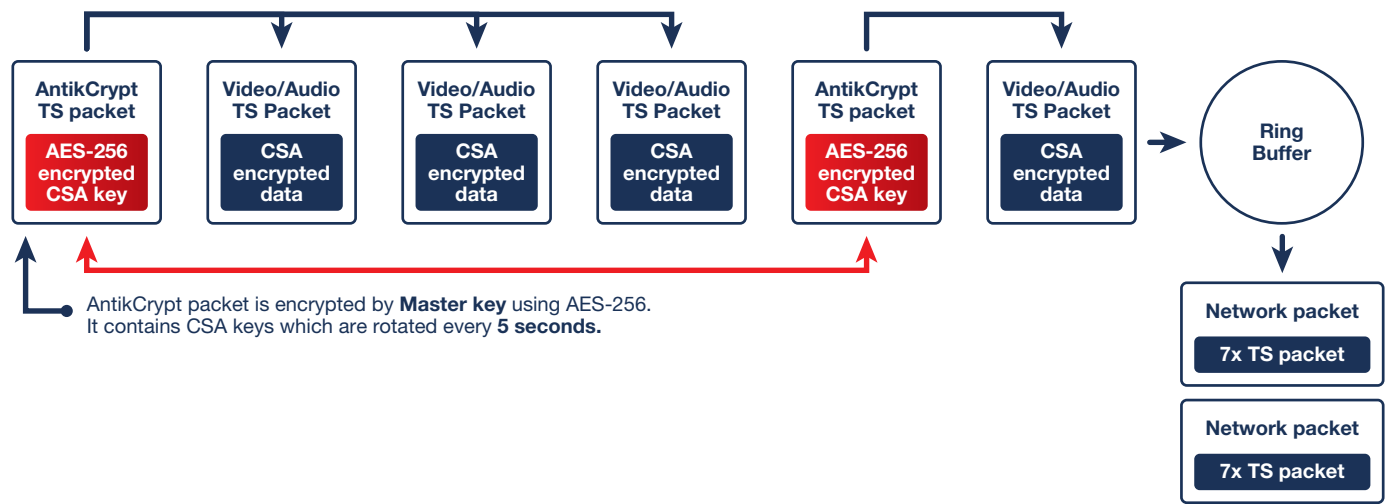 AntikCrypt
TS packet
AES-256
encrypted
CSA key
Video/Audio
TS Packet
CSA
encrypted
data
Video/Audio
TS Packet
CSA
encrypted
data
Video/Audio
TS Packet
CSA
encrypted
data
AntikCrypt
TS packet
AES-256
encrypted
CSA key
Video/Audio
TS Packet
CSA
encrypted
data
Ring
Buffer
AntikCrypt packet is encrypted by Master key using AES-256.
It contains CSA keys which are rotated every 5 seconds.
Network packet
7x TS packet
Network packet
7x TS packet